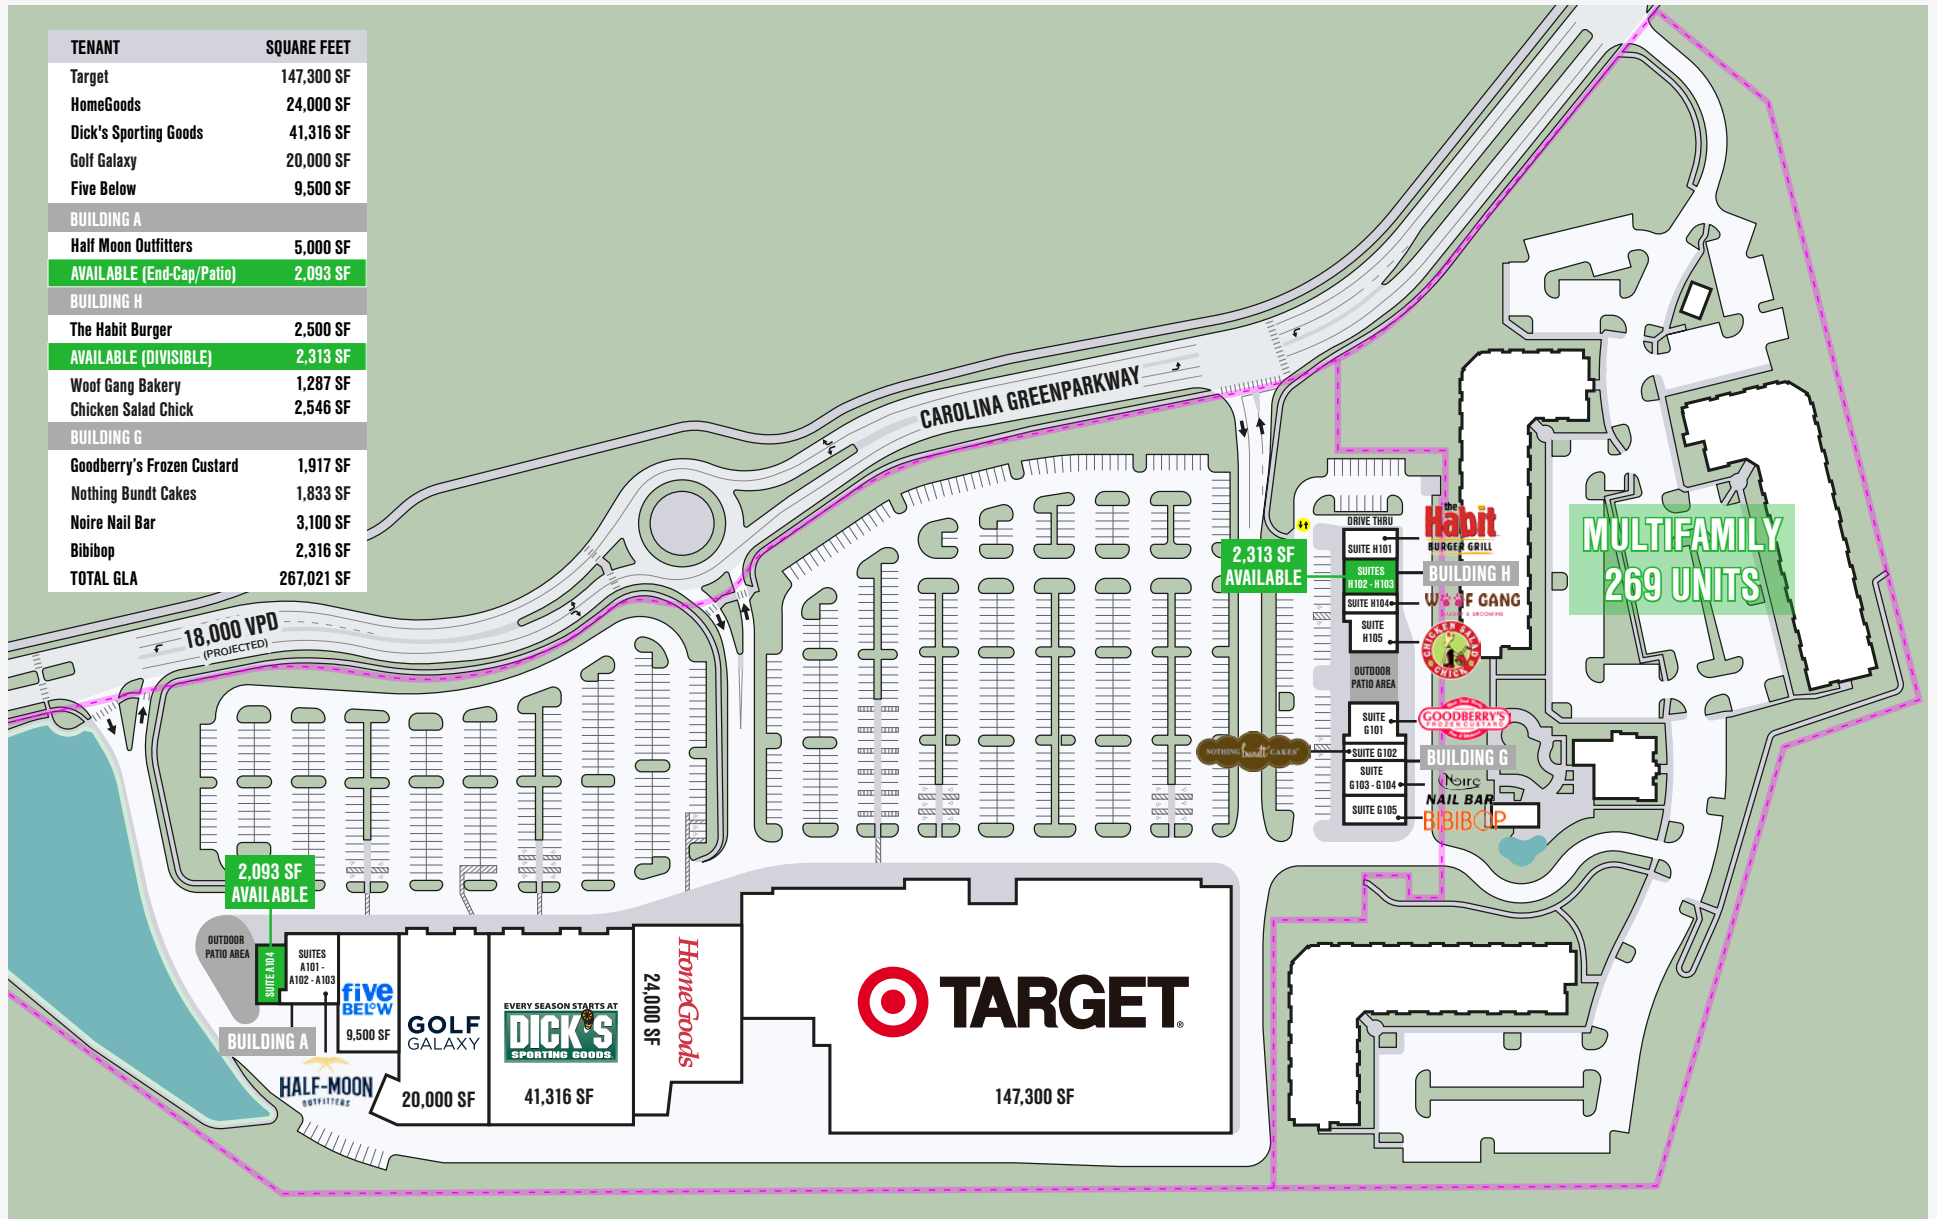 TENANT SQUARE FEET
Target 147,300 SF
HomeGoods 24,000 SF
Dick's Sporting Goods 41,316 SF
Golf Galaxy 20,000 SF
Five Below 9,500 SF
BUILDING A
Half Moon Outfitters 5,000 SF
AVAILABLE (End-Cap/Patio) 2,093 SF
BUILDING H
The Habit Burger 2,500 SF
AVAILABLE (DIVISIBLE) 2,313 SF
Woof Gang Bakery 1,287 SF
Chicken Salad Chick 2,546 SF
BUILDING G
Goodberry's Frozen Custard 1,917 SF
Nothing Bundt Cakes 1,833 SF
Noire Nail Bar 3,100 SF
Bibibop 2,316 SF
TOTAL GLA 267,021 SF
CAROLINA GREENPARKWAY
18,000 VPD
(PROJECTED)
2,313 SF
AVAILABLE
DRIVE THRU
SUITE H101
SUITES
H102 - H103
SUITE H104
SUITE
H105
OUTDOOR
PATIO AREA
SUITE
G101
SUITE G102
SUITE
G103 - G104
SUITE G105
the
Habit
BURGER GRILL
BUILDING H
WOOF GANG
CHICKEN SALAD
CHICK
GOODBERRY'S
FROZEN CUSTARD
NOTHING bundt CAKES
BUILDING G
Noire
NAIL BAR
BIBIBOP
MULTIFAMILY
269 UNITS
2,093 SF
AVAILABLE
OUTDOOR
PATIO AREA
SUITE A104
SUITES
A101 -
A102 - A103
BUILDING A
HALF-MOON
OUTFITTERS
five
BELOW
9,500 SF
GOLF
GALAXY
20,000 SF
EVERY SEASON STARTS AT
DICK'S
SPORTING GOODS
41,316 SF
24,000 SF
HomeGoods
TARGET
147,300 SF